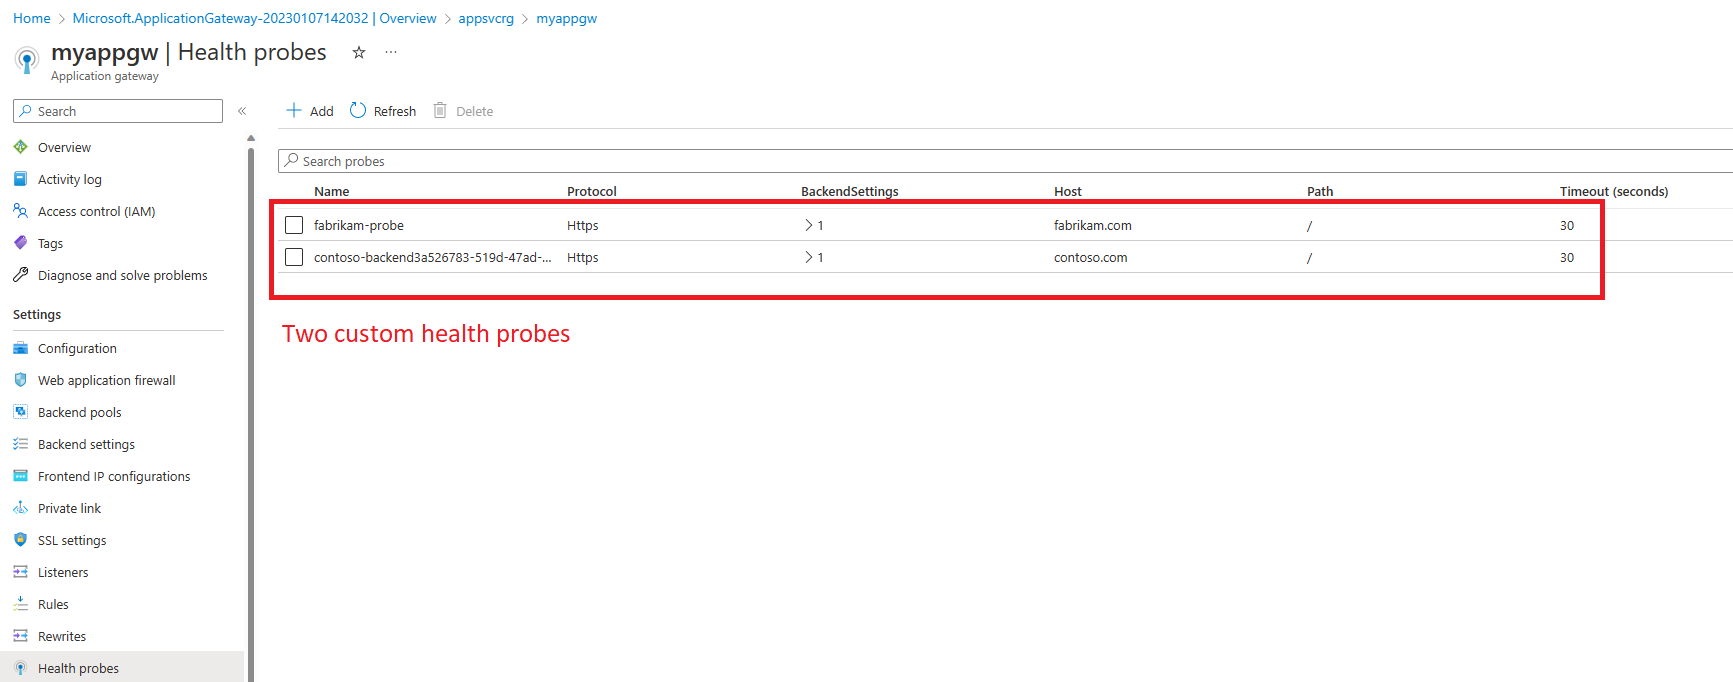 Home > Microsoft.ApplicationGateway-20230107142032 | Overview > appsvcrg > myappgw
myappgw | Health probes
Application gateway
Search
Overview
Activity log
Access control (IAM)
Tags
Diagnose and solve problems
Settings
Configuration
Web application firewall
Backend pools
Backend settings
Frontend IP configurations
Private link
SSL settings
Listeners
Rules
Rewrites
Health probes
Add Refresh Delete
Search probes
Name Protocol BackendSettings Host Path Timeout (seconds)
fabrikam-probe Https > 1 fabrikam.com / 30
contoso-backend3a526783-519d-47ad-... Https > 1 contoso.com / 30
Two custom health probes